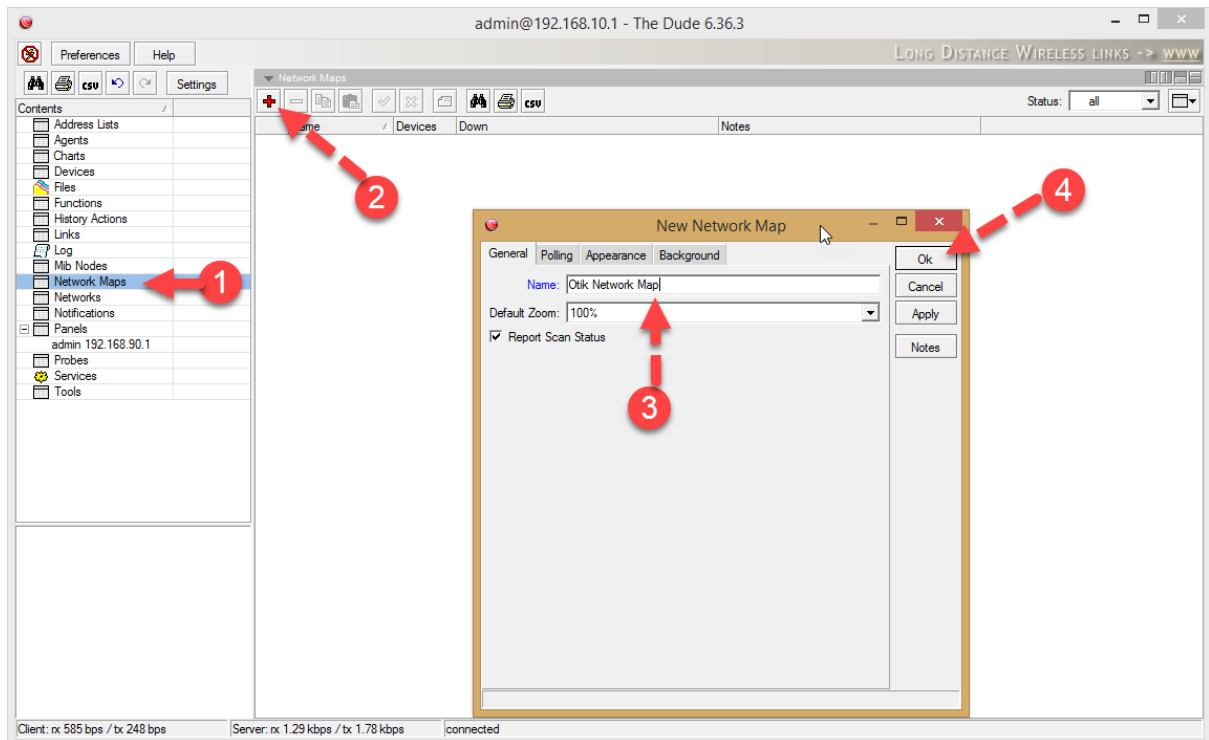 admin@192.168.10.1 - The Dude 6.36.3
Preferences Help
LONG DISTANCE WIRELESS LINKS -> WWW
csv Settings
Network Maps
csv
Status: all
Contents
Address Lists
Agents
Charts
Devices
Files
Functions
History Actions
Links
Log
Mib Nodes
Network Maps
Networks
Notifications
Panels
admin 192.168.90.1
Probes
Services
Tools
Name Devices Down Notes
1
2
3
4
New Network Map
General Polling Appearance Background
Name: Otik Network Map
Default Zoom: 100%
Report Scan Status
Ok
Cancel
Apply
Notes
Client: rx 585 bps / tx 248 bps Server: rx 1.29 kbps / tx 1.78 kbps connected